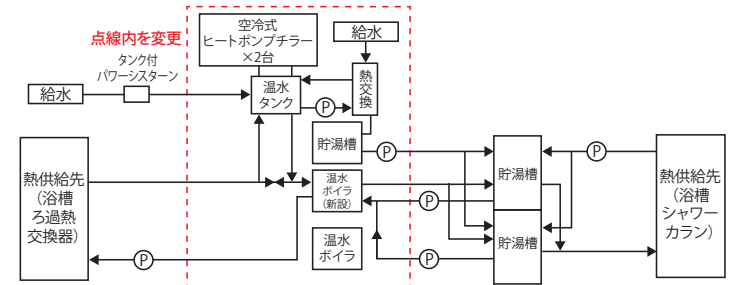 点線内を変更
空冷式
ヒートポンプチラー
×2台
給水
タンク付
パワーシスターン
給水
温水
タンク
熱
交
換
P
貯湯槽
P
貯湯槽
P
熱供給先
（浴槽
ろ過熱
交換器）
温水
ボイラ
（新設）
P
熱供給先
（浴槽
シャワー
カラン）
温水
ボイラ
貯湯槽
P
P